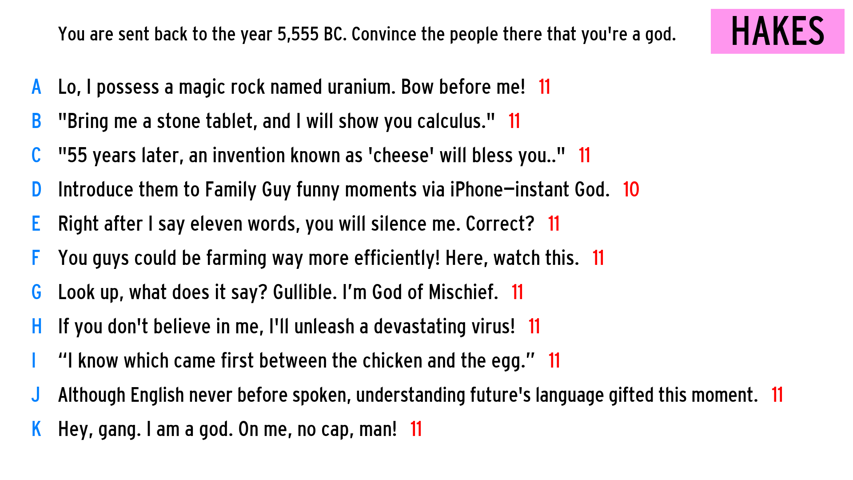 You are sent back to the year 5,555 BC. Convince the people there that you're a god.
HAKES
A Lo, I possess a magic rock named uranium. Bow before me! 11
B "Bring me a stone tablet, and I will show you calculus." 11
C "55 years later, an invention known as 'cheese' will bless you.." 11
D Introduce them to Family Guy funny moments via iPhone—instant God. 10
E Right after I say eleven words, you will silence me. Correct? 11
F You guys could be farming way more efficiently! Here, watch this. 11
G Look up, what does it say? Gullible. I’m God of Mischief. 11
H If you don't believe in me, I'll unleash a devastating virus! 11
I “I know which came first between the chicken and the egg.” 11
J Although English never before spoken, understanding future's language gifted this moment. 11
K Hey, gang. I am a god. On me, no cap, man! 11